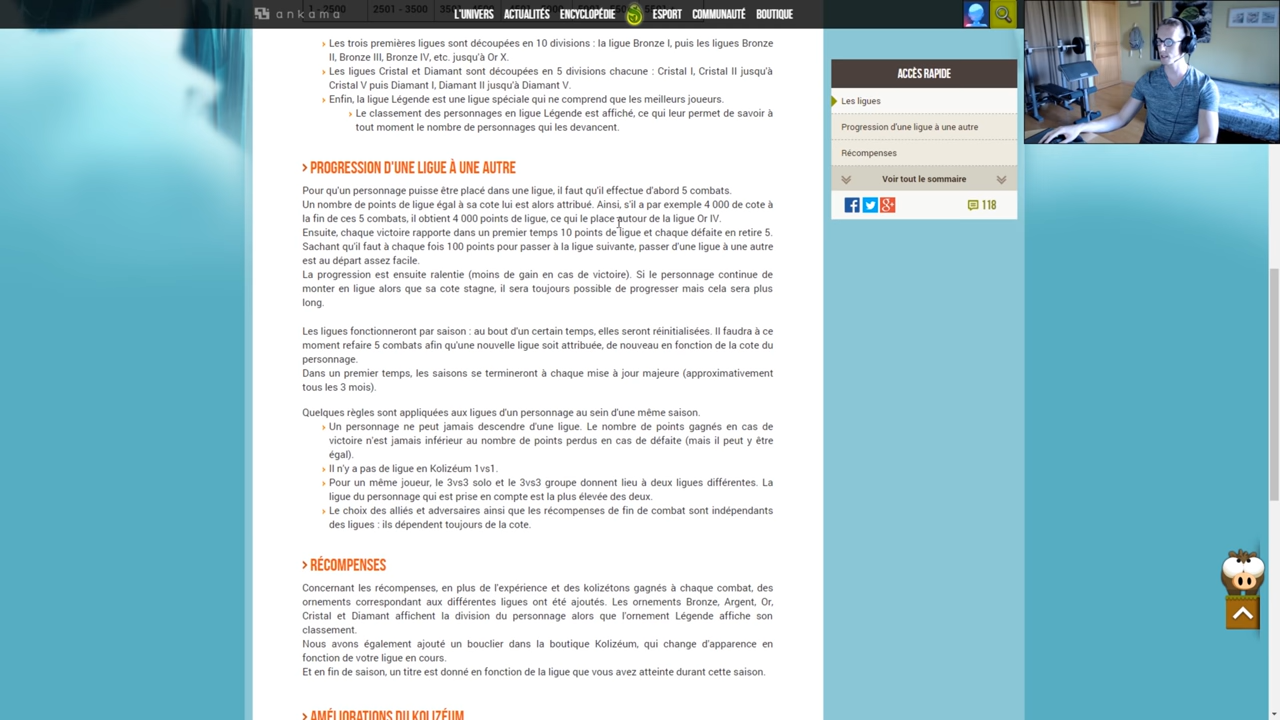 1 - 2500 2501 - 3500
ankama L'UNIVERS ACTUALITÉS ENCYCLOPÉDIE ESPORT COMMUNAUTÉ BOUTIQUE
Les trois premières ligues sont découpées en 10 divisions : la ligue Bronze I, puis les ligues Bronze
II, Bronze III, Bronze IV, etc. jusqu'à Or X.
Les ligues Cristal et Diamant sont découpées en 5 divisions chacune : Cristal I, Cristal II jusqu'à
Cristal V puis Diamant I, Diamant II jusqu'à Diamant V.
Enfin, la ligue Légende est une ligue spéciale qui ne comprend que les meilleurs joueurs.
Le classement des personnages en ligue Légende est affiché, ce qui leur permet de savoir à
tout moment le nombre de personnages qui les devancent.
PROGRESSION D'UNE LIGUE À UNE AUTRE
Pour qu'un personnage puisse être placé dans une ligue, il faut qu'il effectue d'abord 5 combats.
Un nombre de points de ligue égal à sa cote lui est alors attribué. Ainsi, s'il a par exemple 4 000 de cote à
la fin de ces 5 combats, il obtient 4 000 points de ligue, ce qui le place autour de la ligue Or IV.
Ensuite, chaque victoire rapporte dans un premier temps 10 points de ligue et chaque défaite en retire 5.
Sachant qu'il faut à chaque fois 100 points pour passer à la ligue suivante, passer d'une ligue à une autre
est au départ assez facile.
La progression est ensuite ralentie (moins de gain en cas de victoire). Si le personnage continue de
monter en ligue alors que sa cote stagne, il sera toujours possible de progresser mais cela sera plus
long.
Les ligues fonctionneront par saison : au bout d'un certain temps, elles seront réinitialisées. Il faudra à ce
moment refaire 5 combats afin qu'une nouvelle ligue soit attribuée, de nouveau en fonction de la cote du
personnage.
Dans un premier temps, les saisons se termineront à chaque mise à jour majeure (approximativement
tous les 3 mois).
Quelques règles sont appliquées aux ligues d'un personnage au sein d'une même saison.
Un personnage ne peut jamais descendre d'une ligue. Le nombre de points gagnés en cas de
victoire n'est jamais inférieur au nombre de points perdus en cas de défaite (mais il peut y être
égal).
Il n'y a pas de ligue en Kolizéum 1vs1.
Pour un même joueur, le 3vs3 solo et le 3vs3 groupe donnent lieu à deux ligues différentes. La
ligue du personnage qui est prise en compte est la plus élevée des deux.
Le choix des alliés et adversaires ainsi que les récompenses de fin de combat sont indépendants
des ligues : ils dépendent toujours de la cote.
RÉCOMPENSES
Concernant les récompenses, en plus de l'expérience et des kolizétons gagnés à chaque combat, des
ornements correspondant aux différentes ligues ont été ajoutés. Les ornements Bronze, Argent, Or,
Cristal et Diamant affichent la division du personnage alors que l'ornement Légende affiche son
classement.
Nous avons également ajouté un bouclier dans la boutique Kolizéum, qui change d'apparence en
fonction de votre ligue en cours.
Et en fin de saison, un titre est donné en fonction de la ligue que vous avez atteinte durant cette saison.
AMÉLIORATIONS DU KOLIZÉUM
ACCÈS RAPIDE
Les ligues
Progression d'une ligue à une autre
Récompenses
Voir tout le sommaire
118